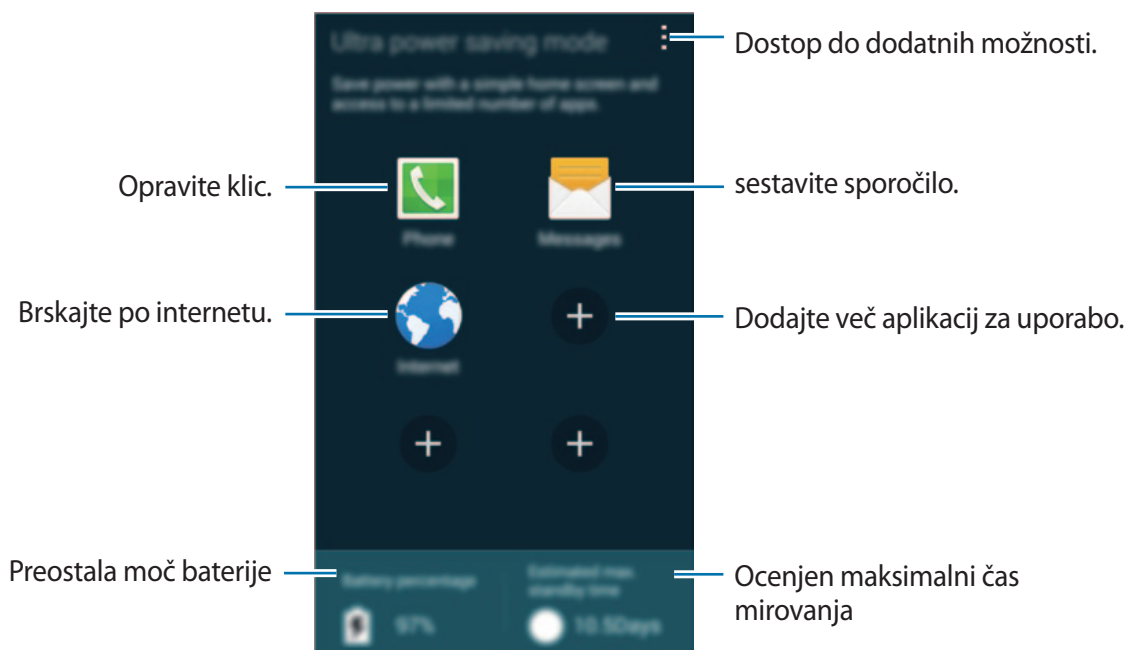 Ultra power saving mode
Dostop do dodatnih možnosti.
Save power with a simple home screen and
access to a limited number of apps.
Opravite klic.
sestavite sporočilo.
Phone
Messages
Brskajte po internetu.
Dodajte več aplikacij za uporabo.
Internet
Preostala moč baterije
Battery percentage
97%
Estimated max.
standby time
10.5Days
Ocenjen maksimalni čas
mirovanja